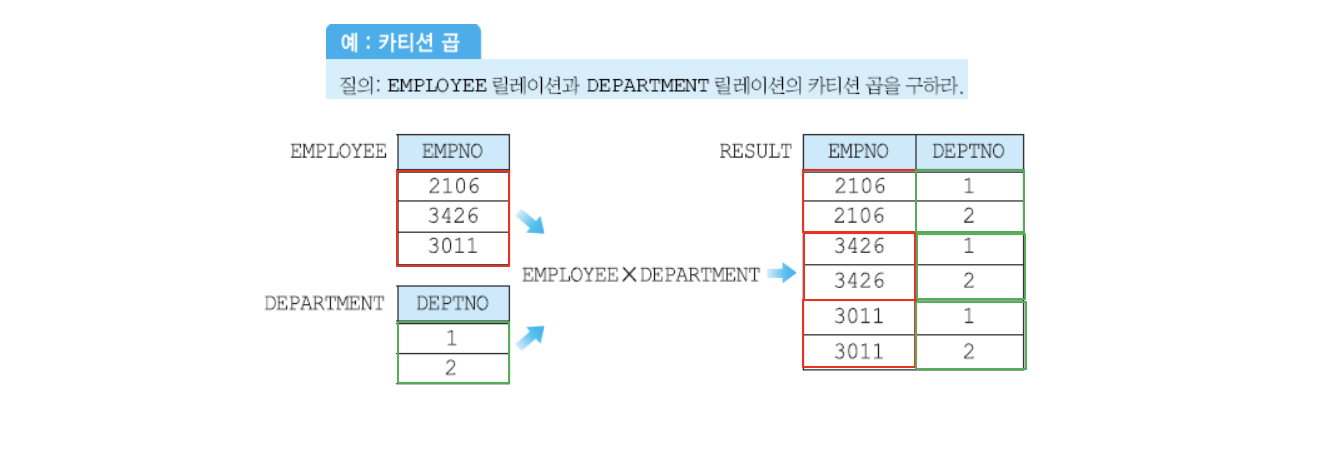 예 : 카티션 곱
질의: EMPLOYEE 릴레이션과 DEPARTMENT 릴레이션의 카티션 곱을 구하라.
EMPLOYEE
EMPNO
2106
3426
3011
DEPARTMENT
DEPTNO
1
2
EMPLOYEE×DEPARTMENT
RESULT
EMPNO DEPTNO
2106 1
2106 2
3426 1
3426 2
3011 1
3011 2